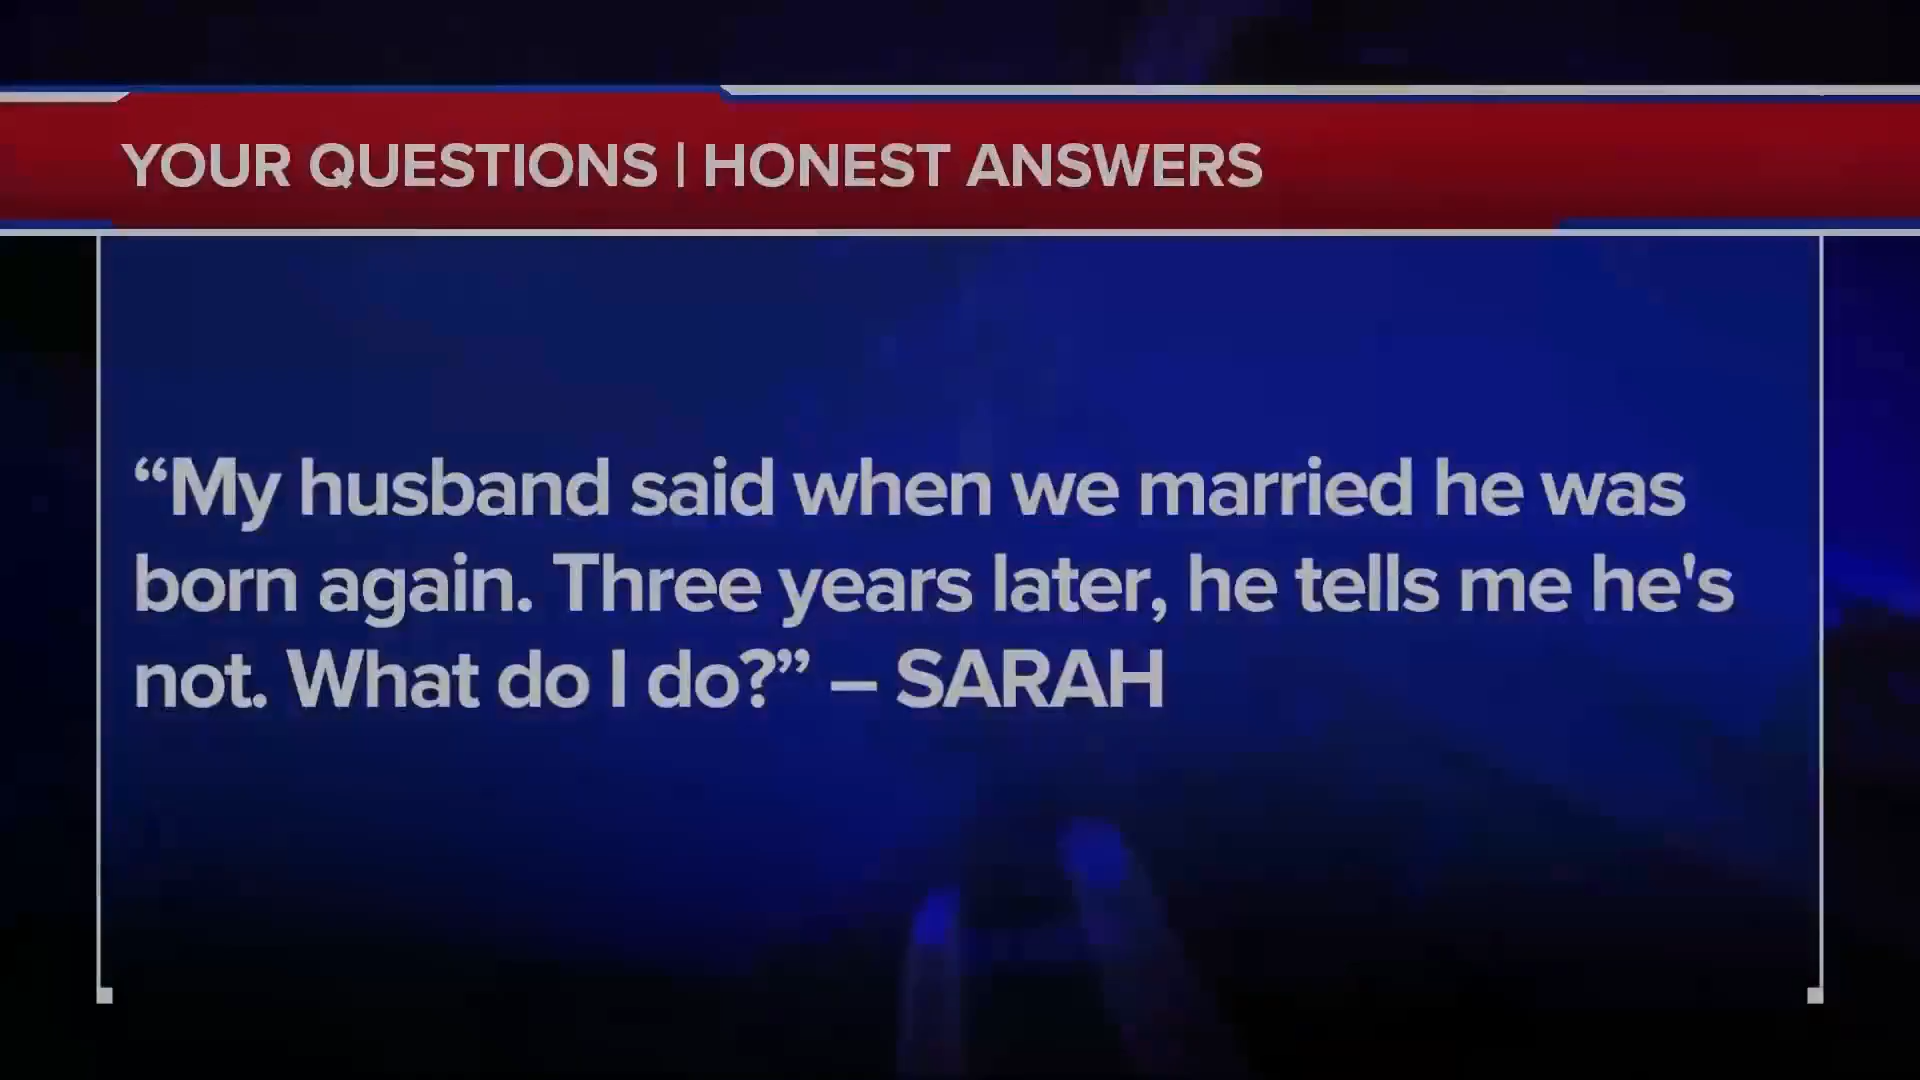 YOUR QUESTIONS | HONEST ANSWERS
“My husband said when we married he was
born again. Three years later, he tells me he's
not. What do I do?” – SARAH